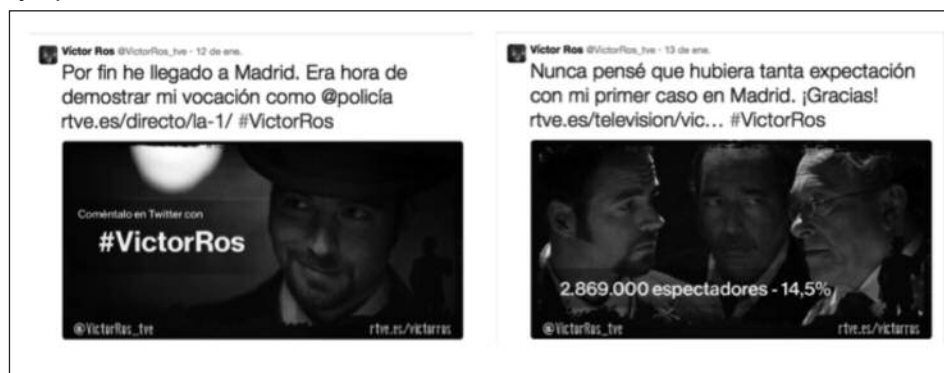 Víctor Ros @VictorRos_tve · 12 de ene.
Por fin he llegado a Madrid. Era hora de
demostrar mi vocación como @policía
rtve.es/directo/la-1/ #VictorRos
Coméntalo en Twitter con
#VictorRos
@VictorRos_tve
rtve.es/victorros
Víctor Ros @VictorRos_tve · 13 de ene.
Nunca pensé que hubiera tanta expectación
con mi primer caso en Madrid. ¡Gracias!
rtve.es/television/vic... #VictorRos
2.869.000 espectadores - 14,5%
@VictorRos_tve
rtve.es/victorros